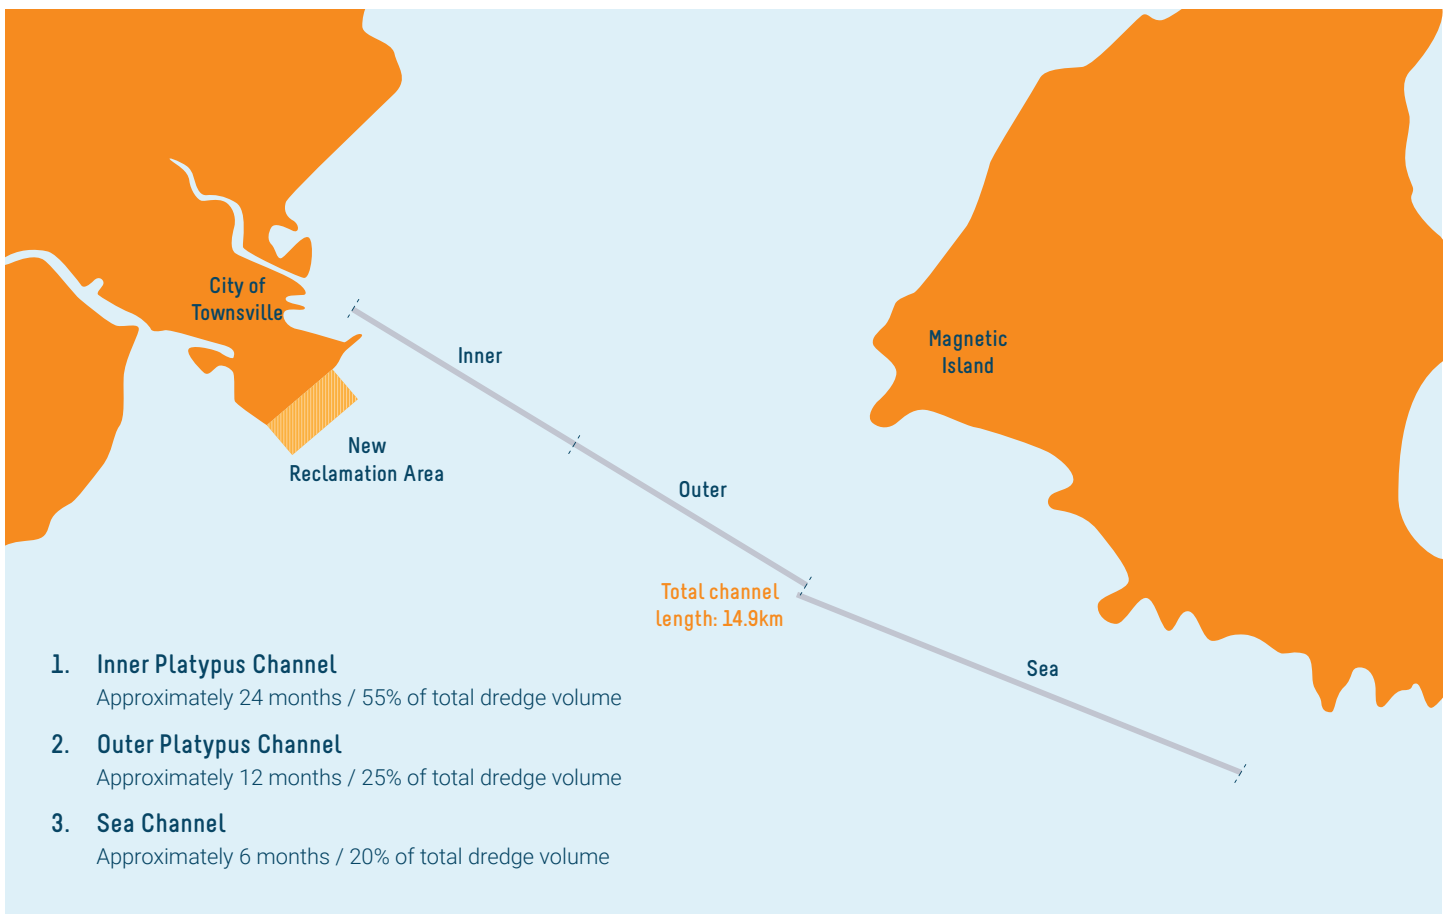 City of
Townsville
Inner
Magnetic
Island
New
Reclamation Area
Outer
Total channel
length: 14.9km
Sea
1. Inner Platypus Channel
Approximately 24 months / 55% of total dredge volume
2. Outer Platypus Channel
Approximately 12 months / 25% of total dredge volume
3. Sea Channel
Approximately 6 months / 20% of total dredge volume